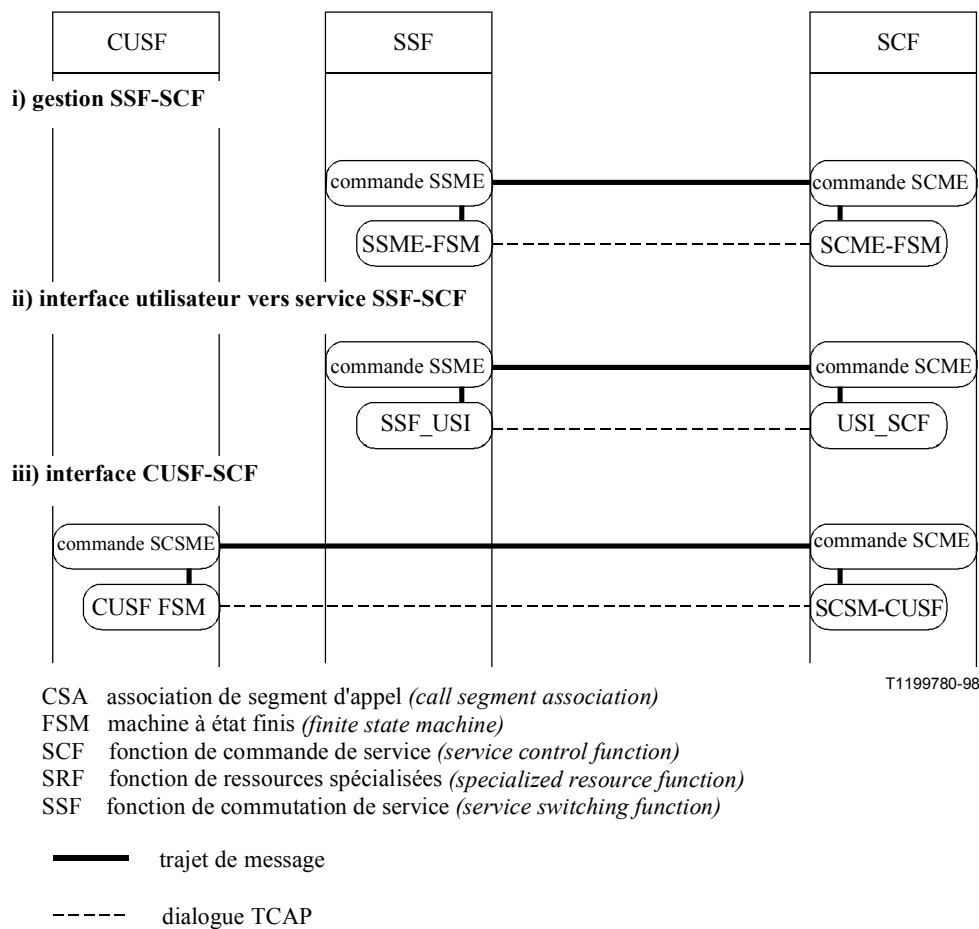 CUSF SSF SCF
i) gestion SSF-SCF
commande SSME commande SCME
SSME-FSM SCME-FSM
ii) interface utilisateur vers service SSF-SCF
commande SSME commande SCME
SSF_USI USI_SCF
iii) interface CUSF-SCF
commande SCSME commande SCME
CUSF FSM SCSM-CUSF
T1199780-98
CSA association de segment d'appel (call segment association)
FSM machine à état finis (finite state machine)
SCF fonction de commande de service (service control function)
SRF fonction de ressources spécialisées (specialized resource function)
SSF fonction de commutation de service (service switching function)
trajet de message
dialogue TCAP